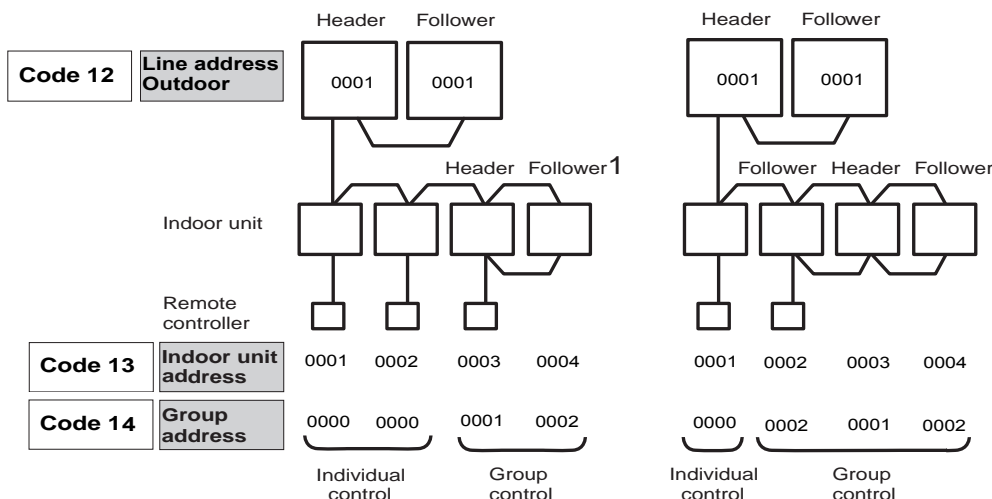 Header Follower Header Follower
Code 12 Line address Outdoor 0001 0001 0001 0001
Header Follower1 Follower Header Follower
Indoor unit
Remote controller
Code 13 Indoor unit address 0001 0002 0003 0004 0001 0002 0003 0004
Code 14 Group address 0000 0000 0001 0002 0000 0002 0001 0002
Individual control Group control Individual control Group control